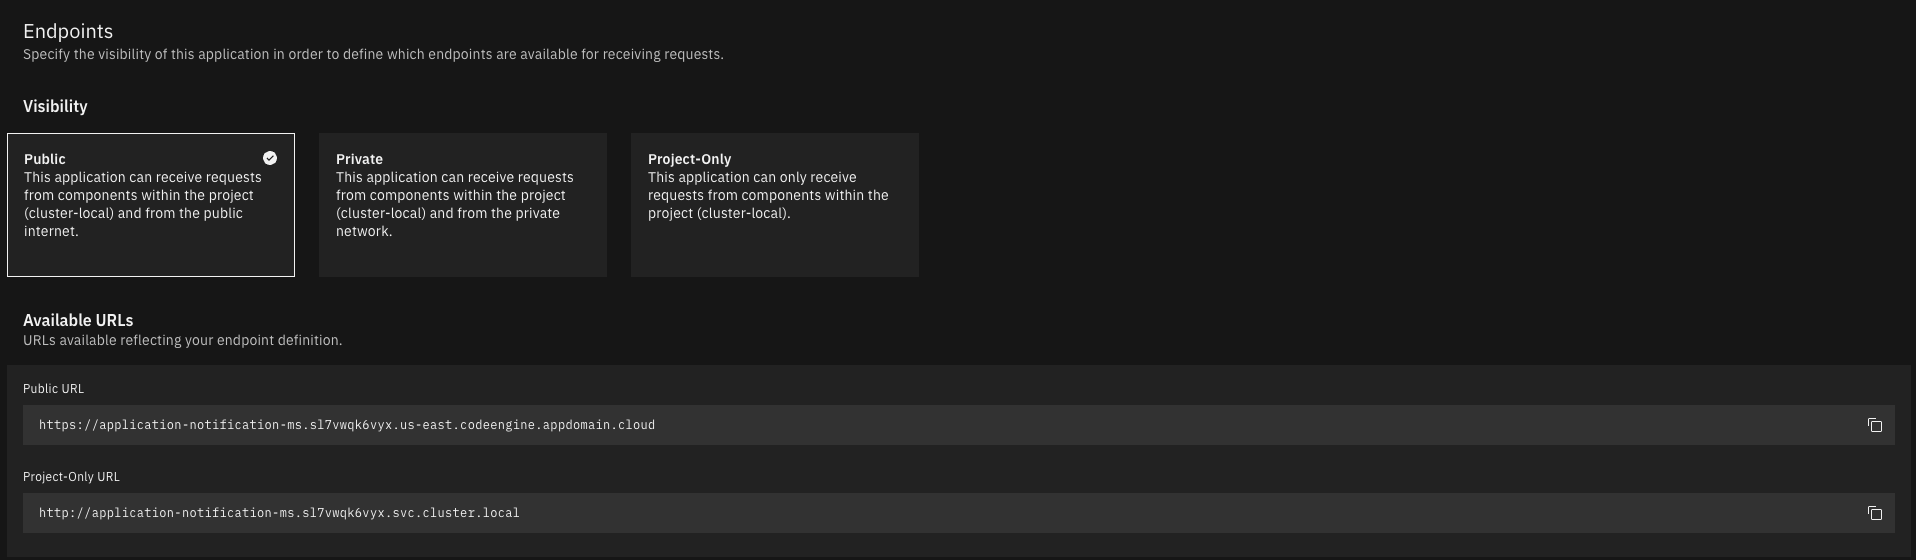 Endpoints
Specify the visibility of this application in order to define which endpoints are available for receiving requests.
Visibility
Public
This application can receive requests
from components within the project
(cluster-local) and from the public
internet.
Private
This application can receive requests
from components within the project
(cluster-local) and from the private
network.
Project-Only
This application can only receive
requests from components within the
project (cluster-local).
Available URLs
URLs available reflecting your endpoint definition.
Public URL
https://application-notification-ms.sl7vwqk6vyx.us-east.codeengine.appdomain.cloud
Project-Only URL
http://application-notification-ms.sl7vwqk6vyx.svc.cluster.local